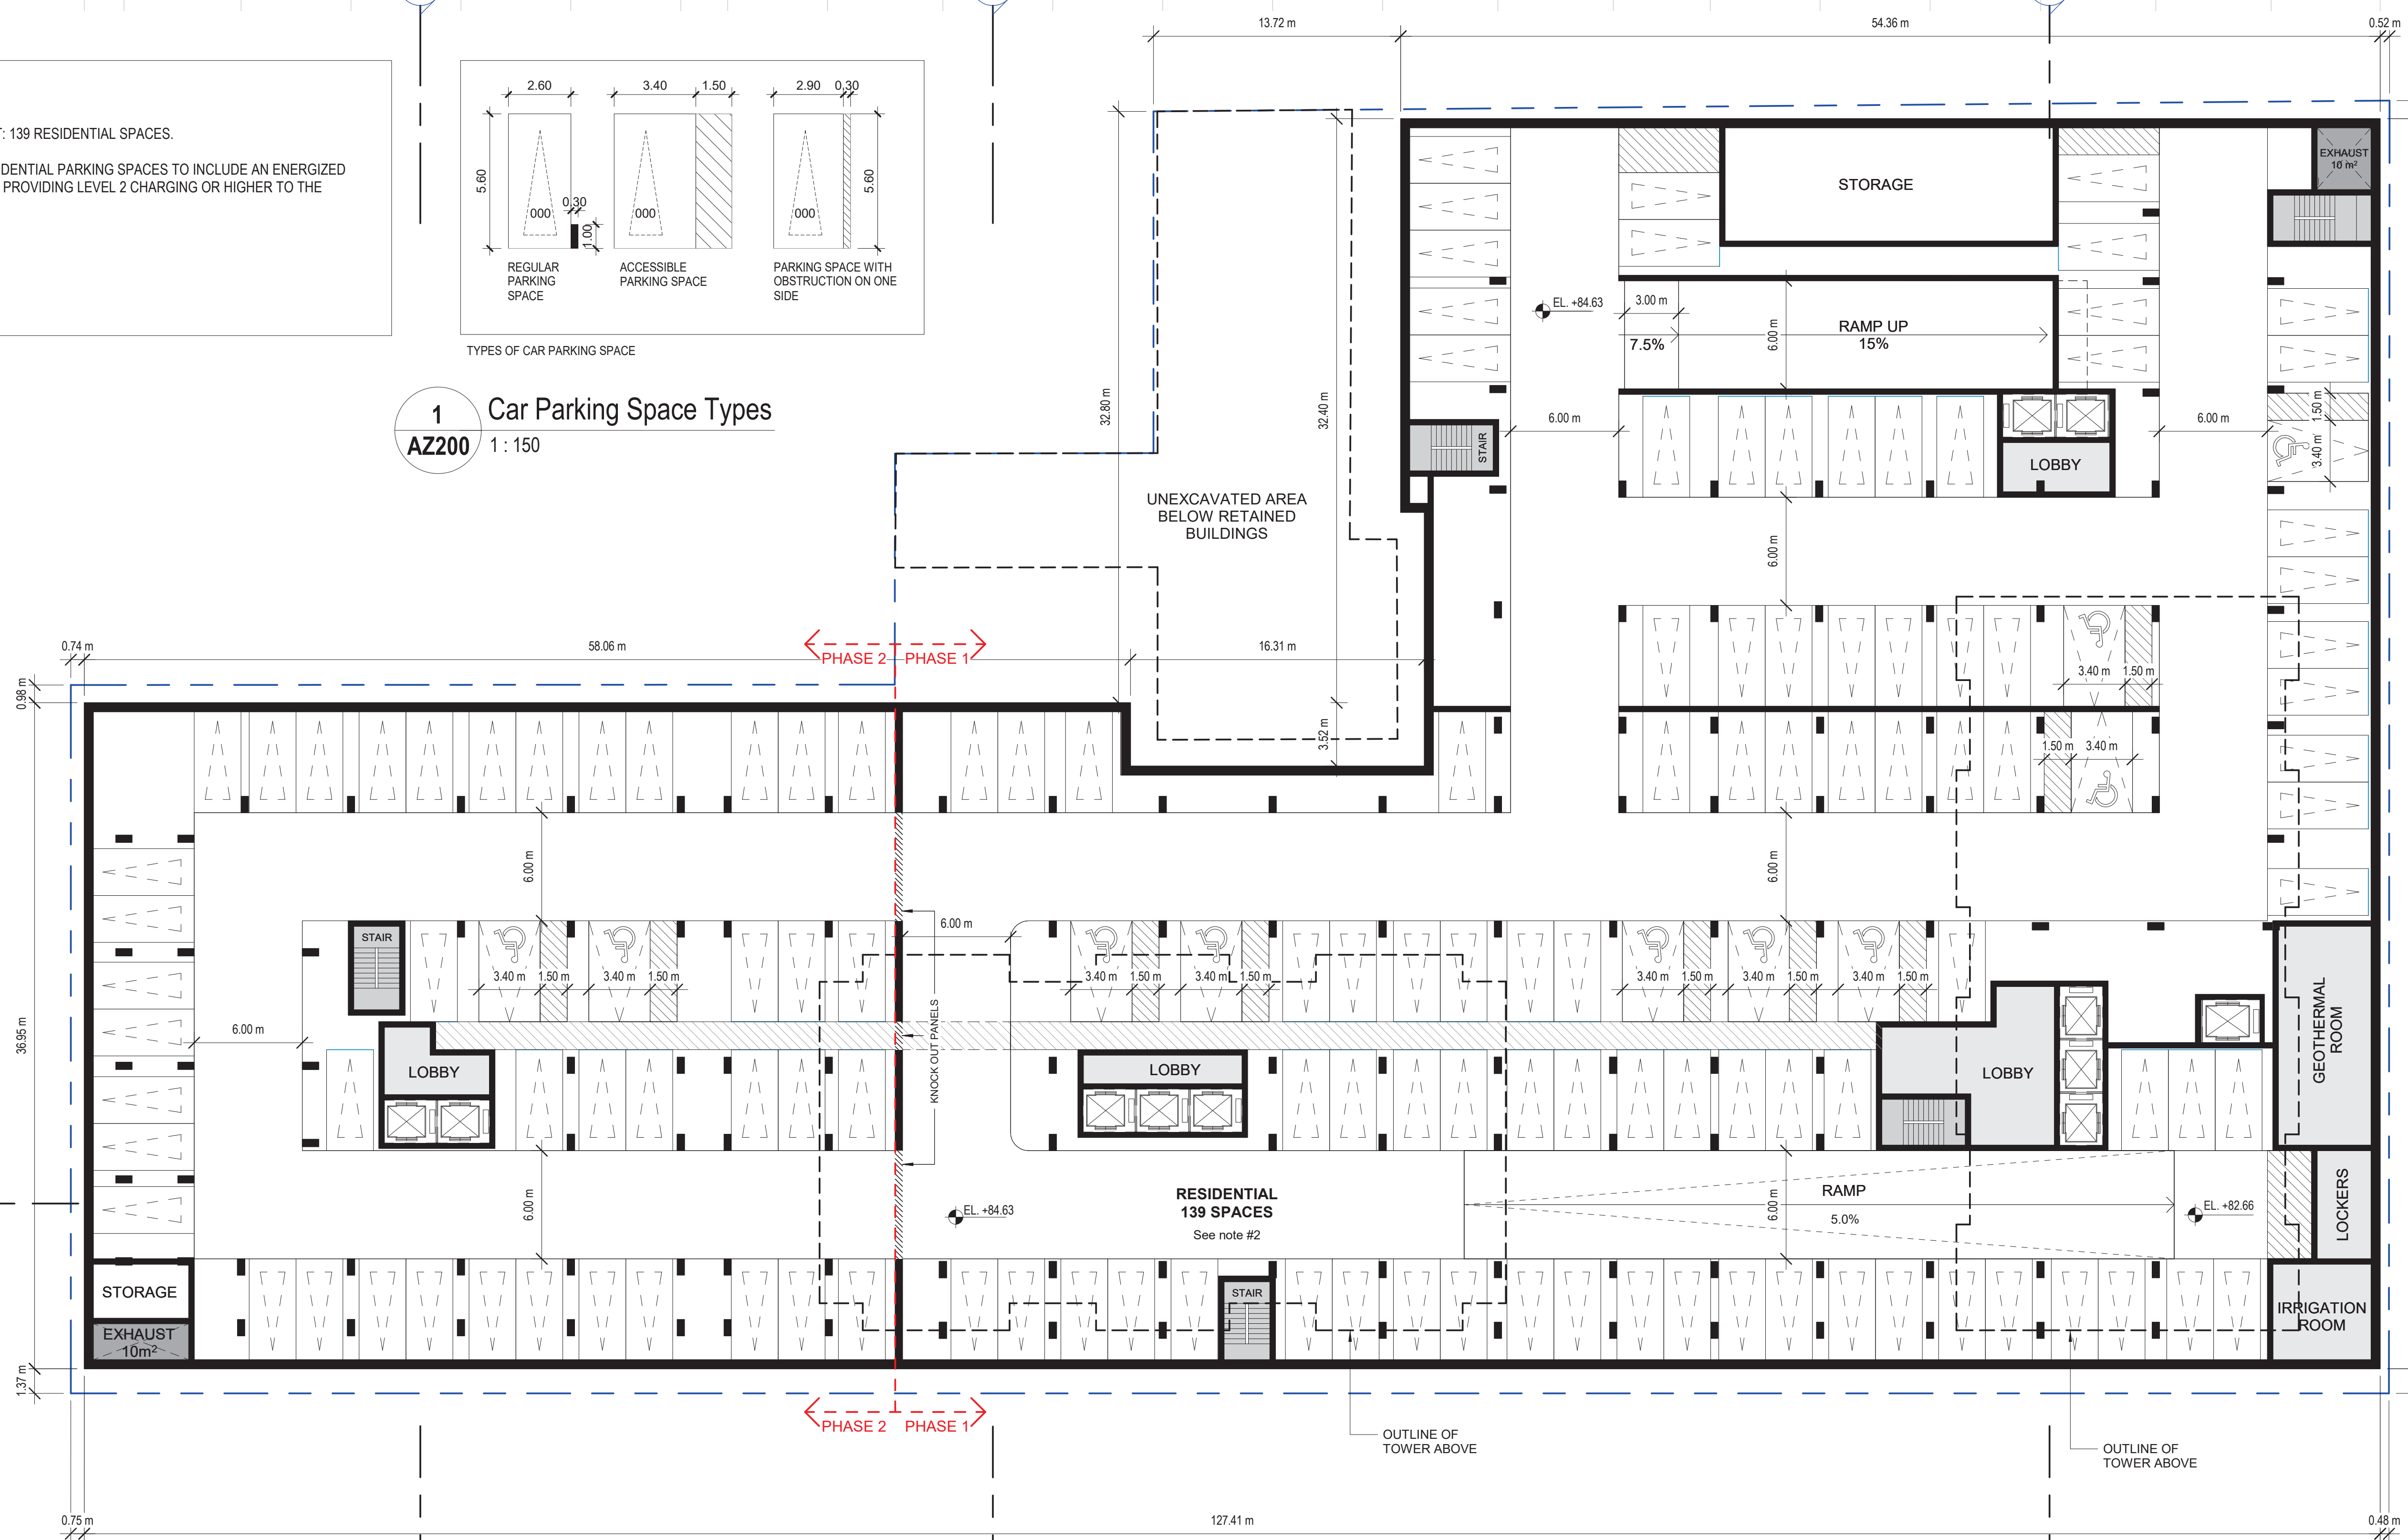 13.72 m
54.36 m
0.52 m
T: 139 RESIDENTIAL SPACES.
IDENTIAL PARKING SPACES TO INCLUDE AN ENERGIZED
PROVIDING LEVEL 2 CHARGING OR HIGHER TO THE
2.60
3.40
1.50
2.90
0.30
5.60
5.60
0.30
1.00
000
000
000
REGULAR
PARKING
SPACE
ACCESSIBLE
PARKING SPACE
PARKING SPACE WITH
OBSTRUCTION ON ONE
SIDE
TYPES OF CAR PARKING SPACE
1
AZ200
Car Parking Space Types
1 : 150
STORAGE
EXHAUST
10 m²
EL. +84.63
3.00 m
7.5%
6.00 m
RAMP UP
15%
32.80 m
32.40 m
6.00 m
6.00 m
1.50 m
3.40 m
STAIR
LOBBY
UNEXCAVATED AREA
BELOW RETAINED
BUILDINGS
6.00 m
0.74 m
58.06 m
PHASE 2
PHASE 1
16.31 m
3.40 m
1.50 m
0.98 m
3.52 m
1.50 m
3.40 m
6.00 m
6.00 m
6.00 m
STAIR
3.40 m
1.50 m
3.40 m
1.50 m
3.40 m
1.50 m
3.40 m
1.50 m
3.40 m
1.50 m
3.40 m
1.50 m
3.40 m
1.50 m
36.95 m
6.00 m
KNOCK OUT PANELS
GEOTHERMAL
ROOM
LOBBY
LOBBY
LOBBY
6.00 m
RESIDENTIAL
139 SPACES
See note #2
EL. +84.63
6.00 m
RAMP
5.0%
EL. +82.66
LOCKERS
STORAGE
STAIR
IRRIGATION
ROOM
EXHAUST
10m²
1.37 m
PHASE 2
PHASE 1
OUTLINE OF
TOWER ABOVE
OUTLINE OF
TOWER ABOVE
0.75 m
127.41 m
0.48 m